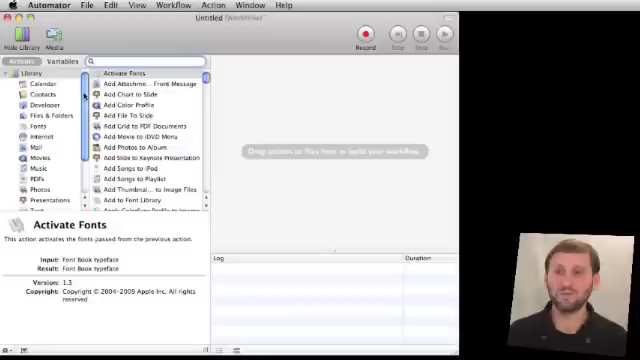 Automator File Edit View Workflow Action Window Help
Untitled (Workflow)
Hide Library Media Record Step Stop Run
Actions Variables
Library
Calendar
Contacts
Developer
Files & Folders
Fonts
Internet
Mail
Movies
Music
PDFs
Photos
Presentations
Text
Activate Fonts
Add Attachme... Front Message
Add Chart to Slide
Add Color Profile
Add File To Slide
Add Grid to PDF Documents
Add Movie to iDVD Menu
Add Photos to Album
Add Slide to Keynote Presentation
Add Songs to iPod
Add Songs to Playlist
Add Thumbnail ... to Image Files
Add to Font Library
Drag actions or files here to build your workflow.
Activate Fonts
This action activates the fonts passed from the previous action.
Input: Font Book typeface
Result: Font Book typeface
Version: 1.3
Copyright: Copyright © 2004-2009 Apple Inc. All rights
reserved
Log Duration